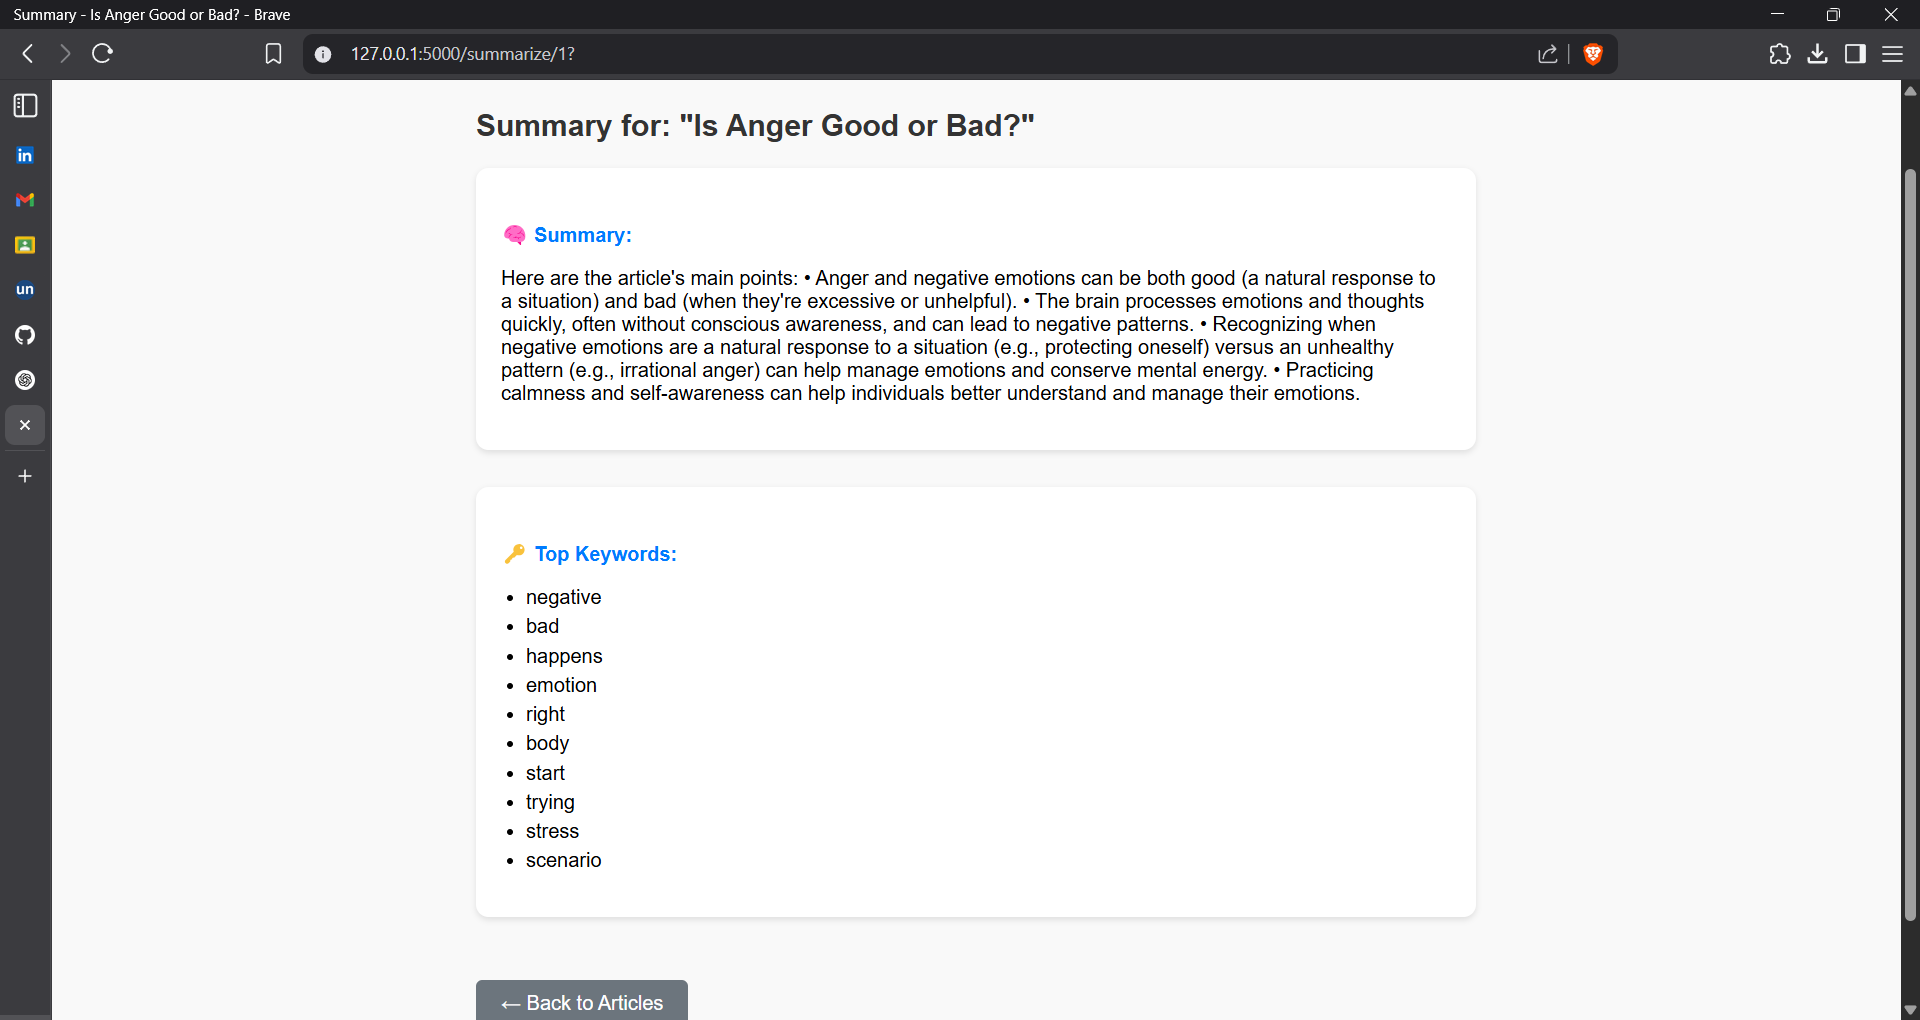 Summary - Is Anger Good or Bad? - Brave
127.0.0.1:5000/summarize/1?
in
un
Summary for: "Is Anger Good or Bad?"
Summary:
Here are the article's main points: • Anger and negative emotions can be both good (a natural response to
a situation) and bad (when they're excessive or unhelpful). • The brain processes emotions and thoughts
quickly, often without conscious awareness, and can lead to negative patterns. • Recognizing when
negative emotions are a natural response to a situation (e.g., protecting oneself) versus an unhealthy
pattern (e.g., irrational anger) can help manage emotions and conserve mental energy. • Practicing
calmness and self-awareness can help individuals better understand and manage their emotions.
Top Keywords:
• negative
• bad
• happens
• emotion
• right
• body
• start
• trying
• stress
• scenario
← Back to Articles